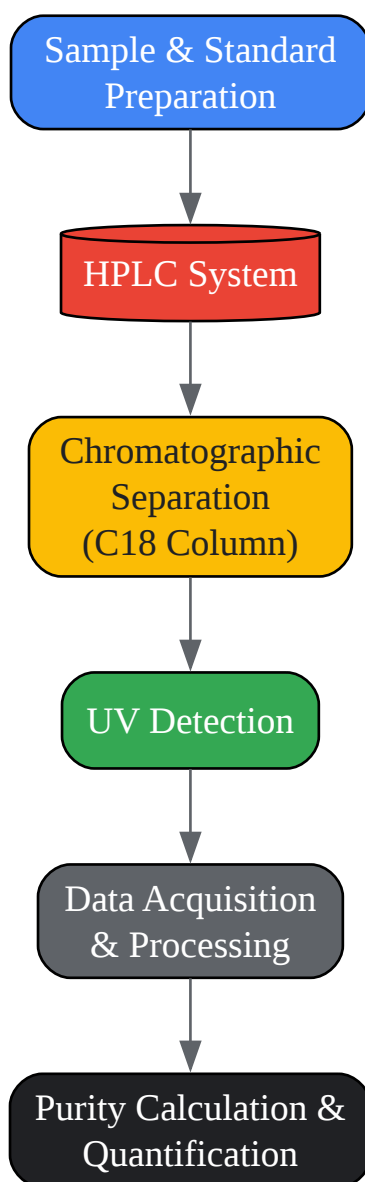 Sample & Standard
Preparation
HPLC System
Chromatographic
Separation
(C18 Column)
UV Detection
Data Acquisition
& Processing
Purity Calculation &
Quantification